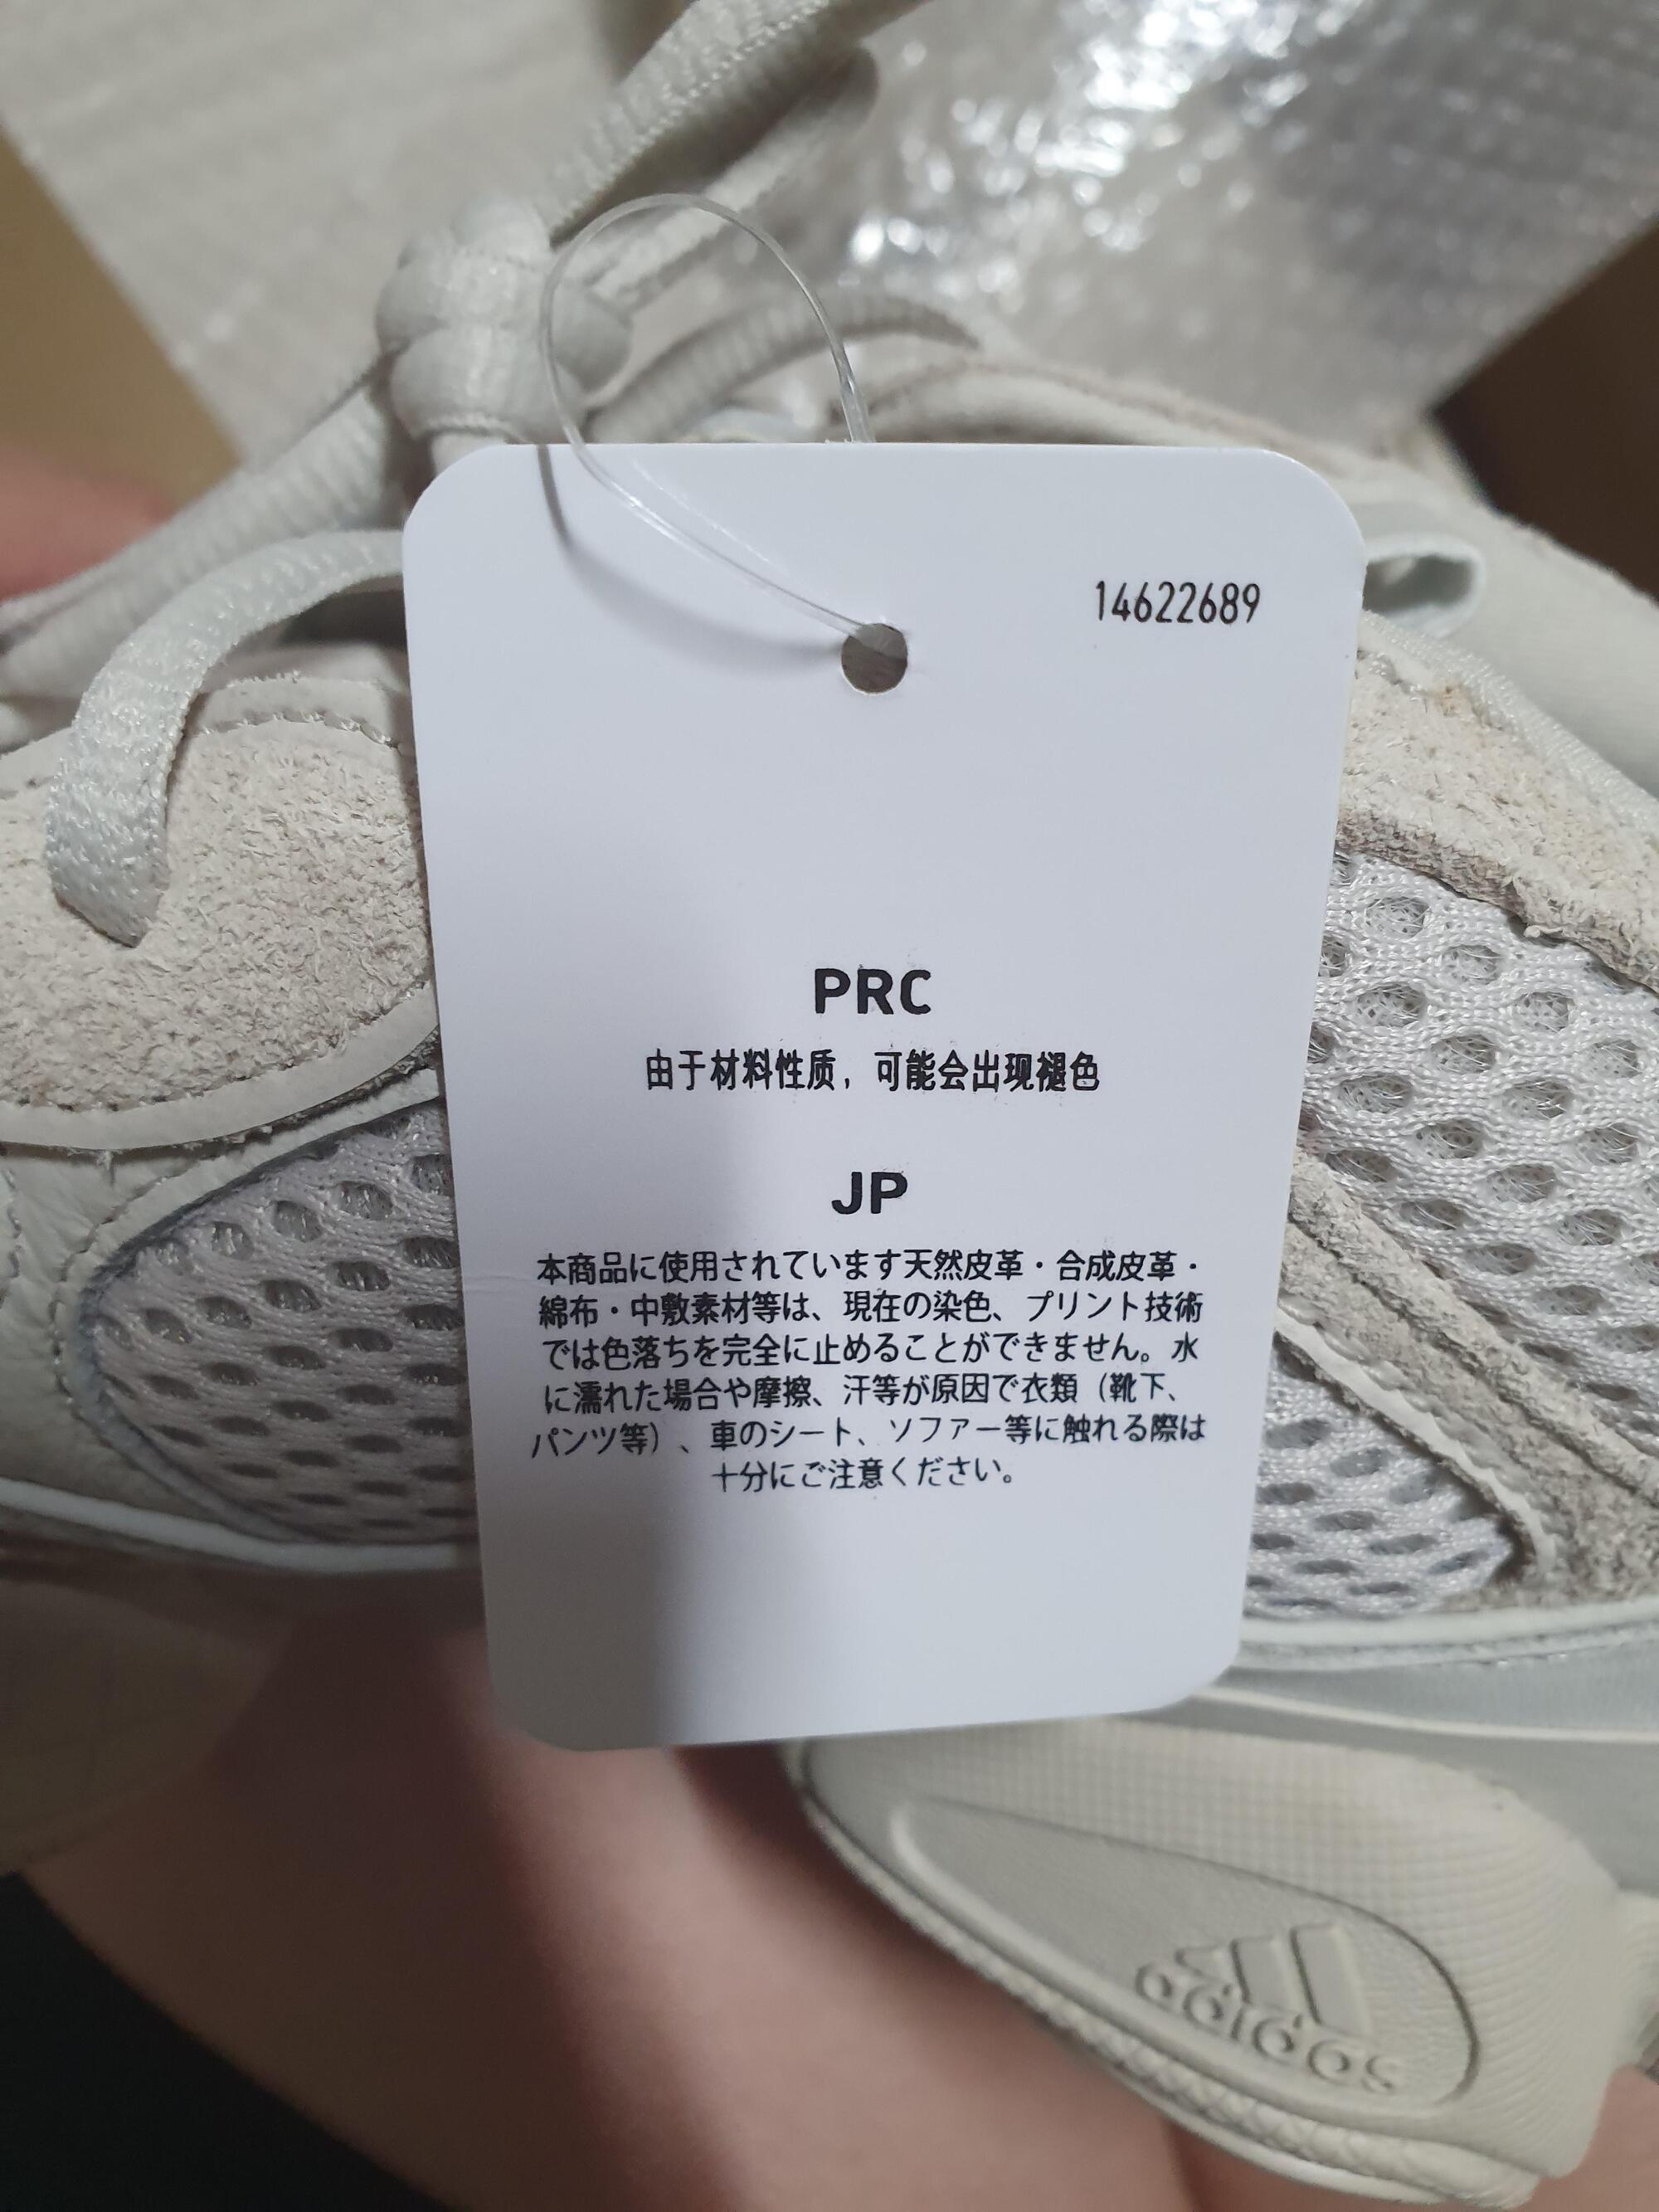 14622689
PRC
由于材料性质，可能会出现褪色
JP
本商品に使用されています天然皮革・合成皮革・
綿布・中敷素材等は、現在の染色、プリント技術
では色落ちを完全に止めることができません。水
に濡れた場合や摩擦、汗等が原因で衣類（靴下、
パンツ等）、車のシート、ソファー等に触れる際は
十分にご注意ください。
adidas